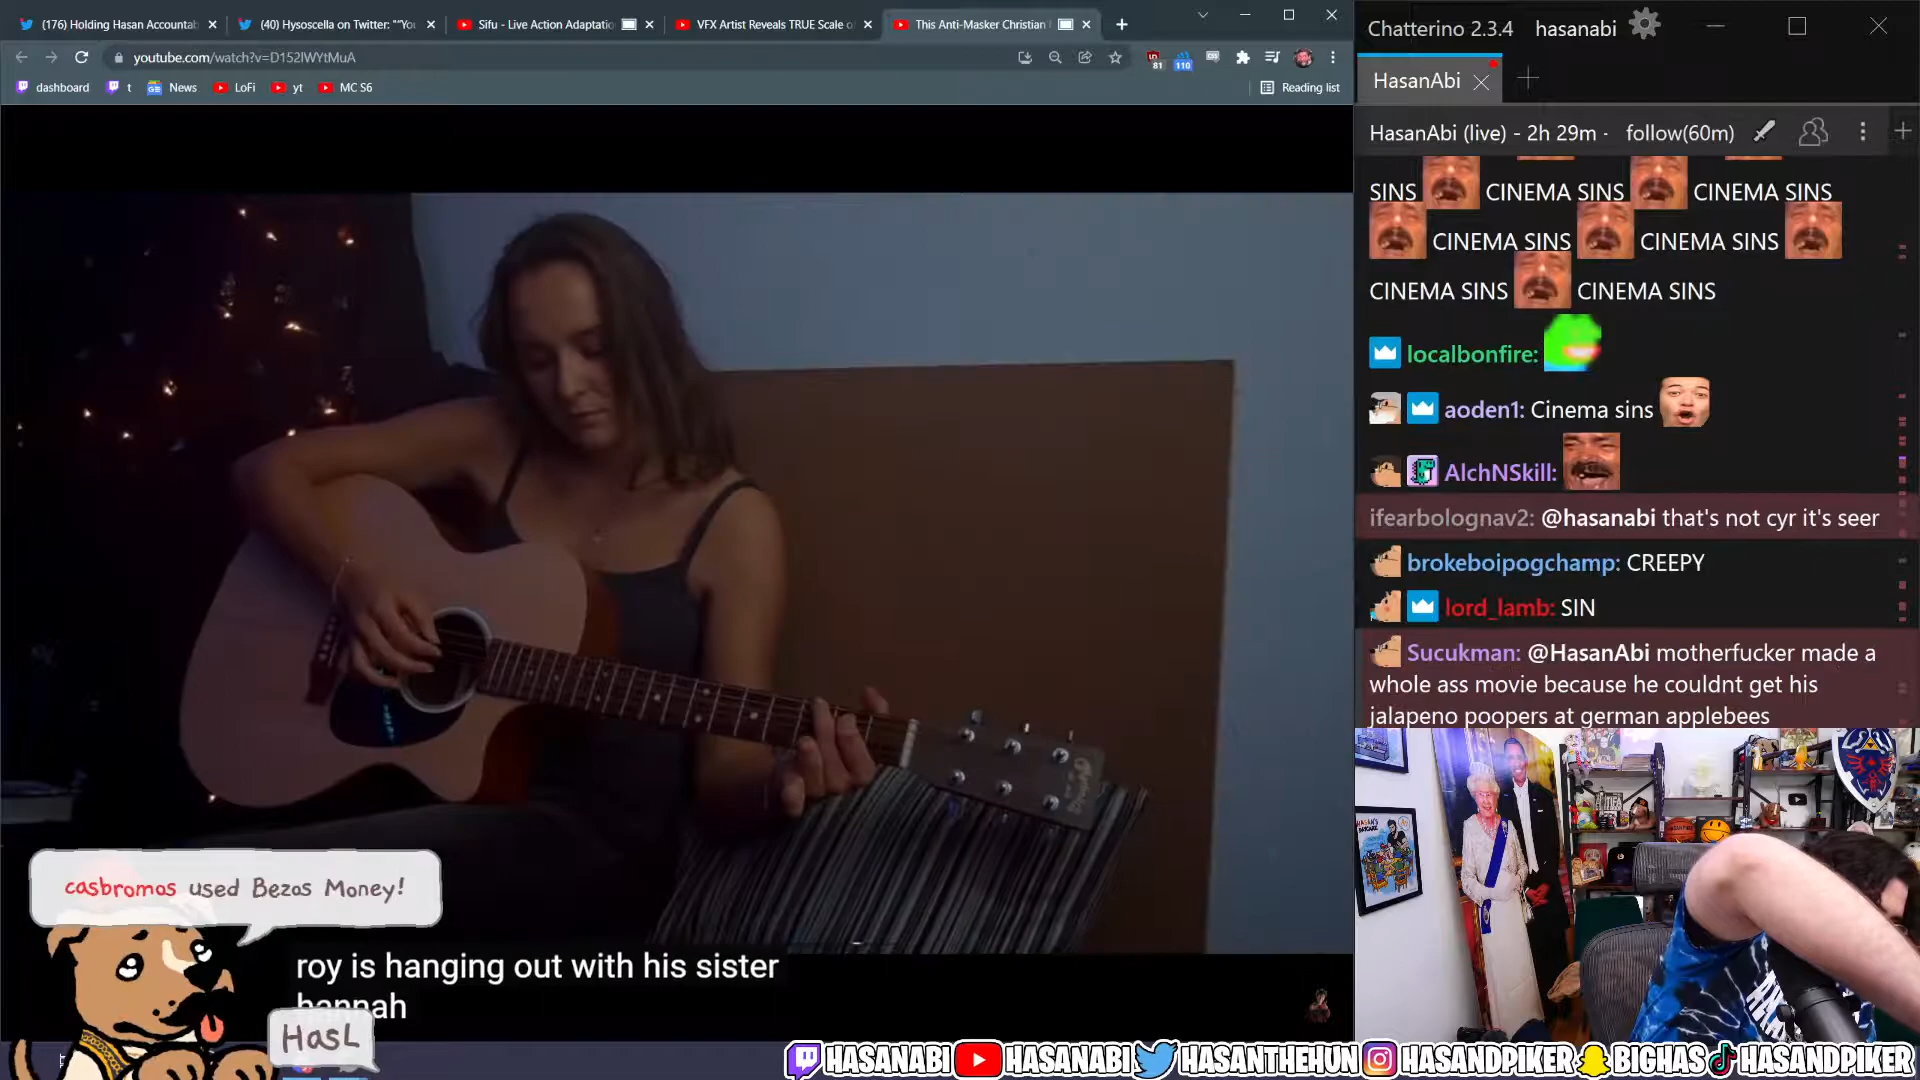 (176) Holding Hasan Accountab
(40) Hysoscella on Twitter: "“You
Sifu - Live Action Adaptatio
VFX Artist Reveals TRUE Scale o
This Anti-Masker Christian
youtube.com/watch?v=D152lWYtMuA
81
110
dashboard
t
News
LoFi
yt
MC S6
Reading list
Chatterino 2.3.4
hasanabi
HasanAbi
HasanAbi (live) - 2h 29m -
follow(60m)
SINS CINEMA SINS CINEMA SINS
CINEMA SINS CINEMA SINS
CINEMA SINS CINEMA SINS
localbonfire:
aoden1: Cinema sins
AlchNSkill:
ifearbolognav2: @hasanabi that's not cyr it's seer
brokeboipogchamp: CREEPY
lord_lamb: SIN
Sucukman: @HasanAbi motherfucker made a
whole ass movie because he couldnt get his
jalapeno poopers at german applebees
casbromos used Bezos Money!
roy is hanging out with his sister
hannah
HasL
HASANABI
HASANABI
HASANTHEHUN
HASANDPIKER
BIGHAS
HASANDPIKER